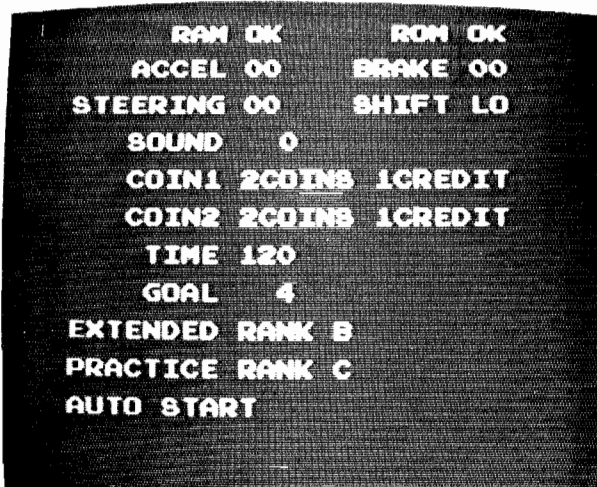 RAM OK ROM OK
ACCEL 00 BRAKE 00
STEERING 00 SHIFT LO
SOUND 0
COIN1 2COINS 1CREDIT
COIN2 2COINS 1CREDIT
TIME 120
GOAL 4
EXTENDED RANK B
PRACTICE RANK C
AUTO START